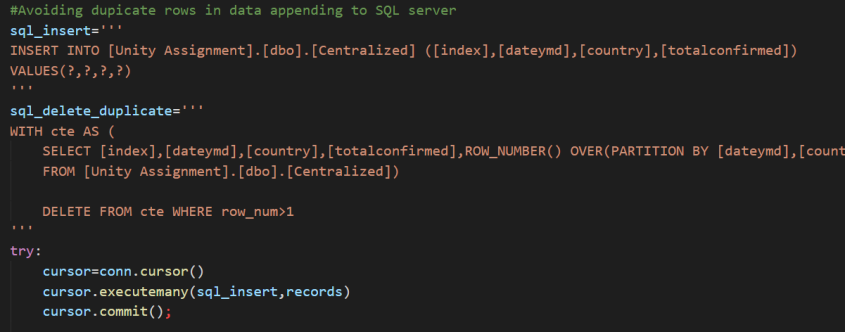 #Avoiding dupicate rows in data appending to SQL server
sql_insert='''
INSERT INTO [Unity Assignment].[dbo].[Centralized] ([index],[dateymd],[country],[totalconfirmed])
VALUES(?,?,?,?)
'''
sql_delete_duplicate='''
WITH cte AS (
SELECT [index],[dateymd],[country],[totalconfirmed],ROW_NUMBER() OVER(PARTITION BY [dateymd],[count
FROM [Unity Assignment].[dbo].[Centralized])
DELETE FROM cte WHERE row_num>1
'''
try:
cursor=conn.cursor()
cursor.executemany(sql_insert,records)
cursor.commit();